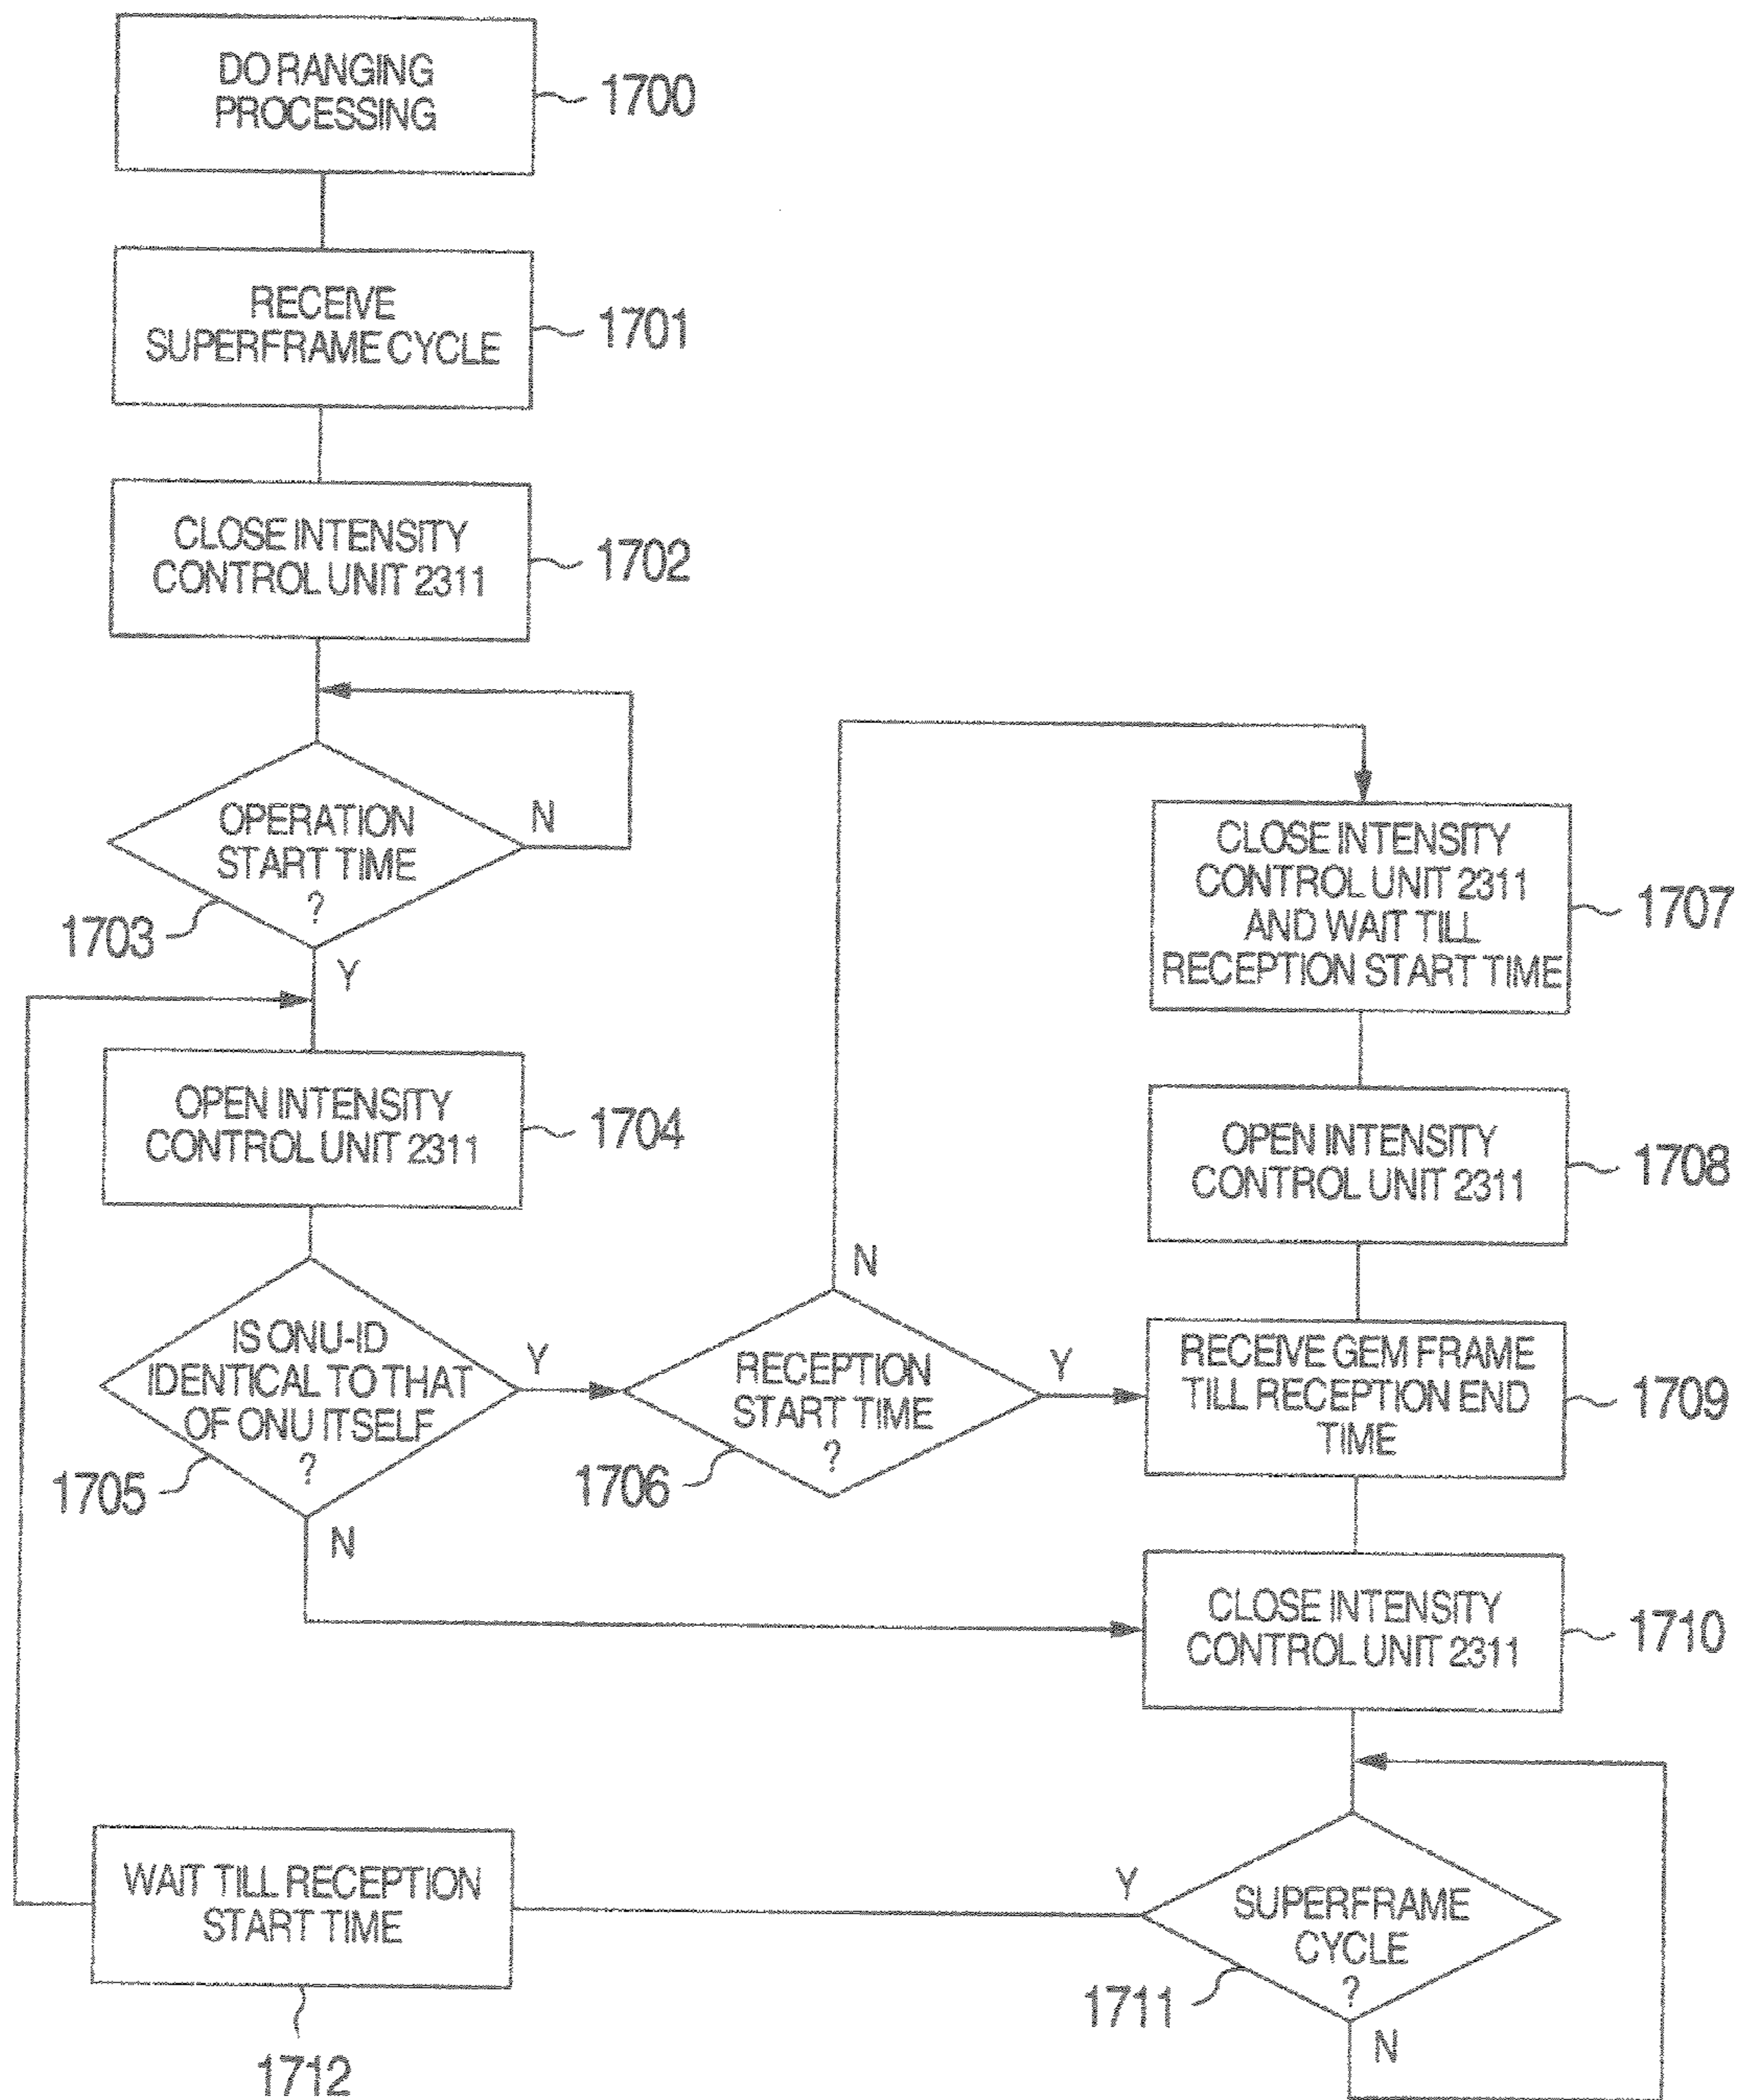 DO RANGING
PROCESSING
1700
RECEIVE
SUPERFRAME CYCLE
1701
CLOSE INTENSITY
CONTROL UNIT 2311
1702
OPERATION
START TIME
?
N
1703
Y
OPEN INTENSITY
CONTROL UNIT 2311
1704
IS ONU-ID
IDENTICAL TO THAT
OF ONU ITSELF
?
Y
1705
N
RECEPTION
START TIME
?
N
Y
1706
CLOSE INTENSITY
CONTROL UNIT 2311
AND WAIT TILL
RECEPTION START TIME
1707
OPEN INTENSITY
CONTROL UNIT 2311
1708
RECEIVE GEM FRAME
TILL RECEPTION END
TIME
1709
CLOSE INTENSITY
CONTROL UNIT 2311
1710
SUPERFRAME
CYCLE
?
Y
1711
N
WAIT TILL RECEPTION
START TIME
1712